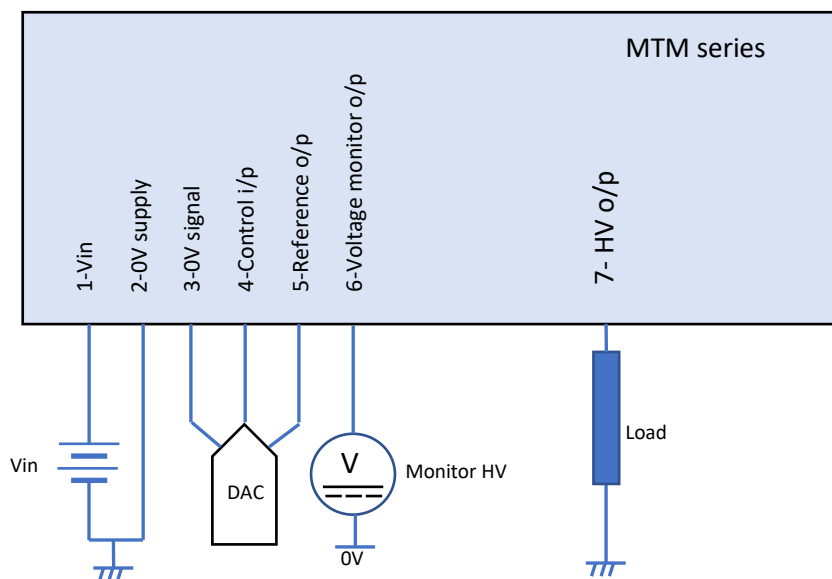 MTM series
1-Vin
2-0V supply
3-0V signal
4-Control i/p
5-Reference o/p
6-Voltage monitor o/p
7- HV o/p
Vin
DAC
V
Monitor HV
0V
Load